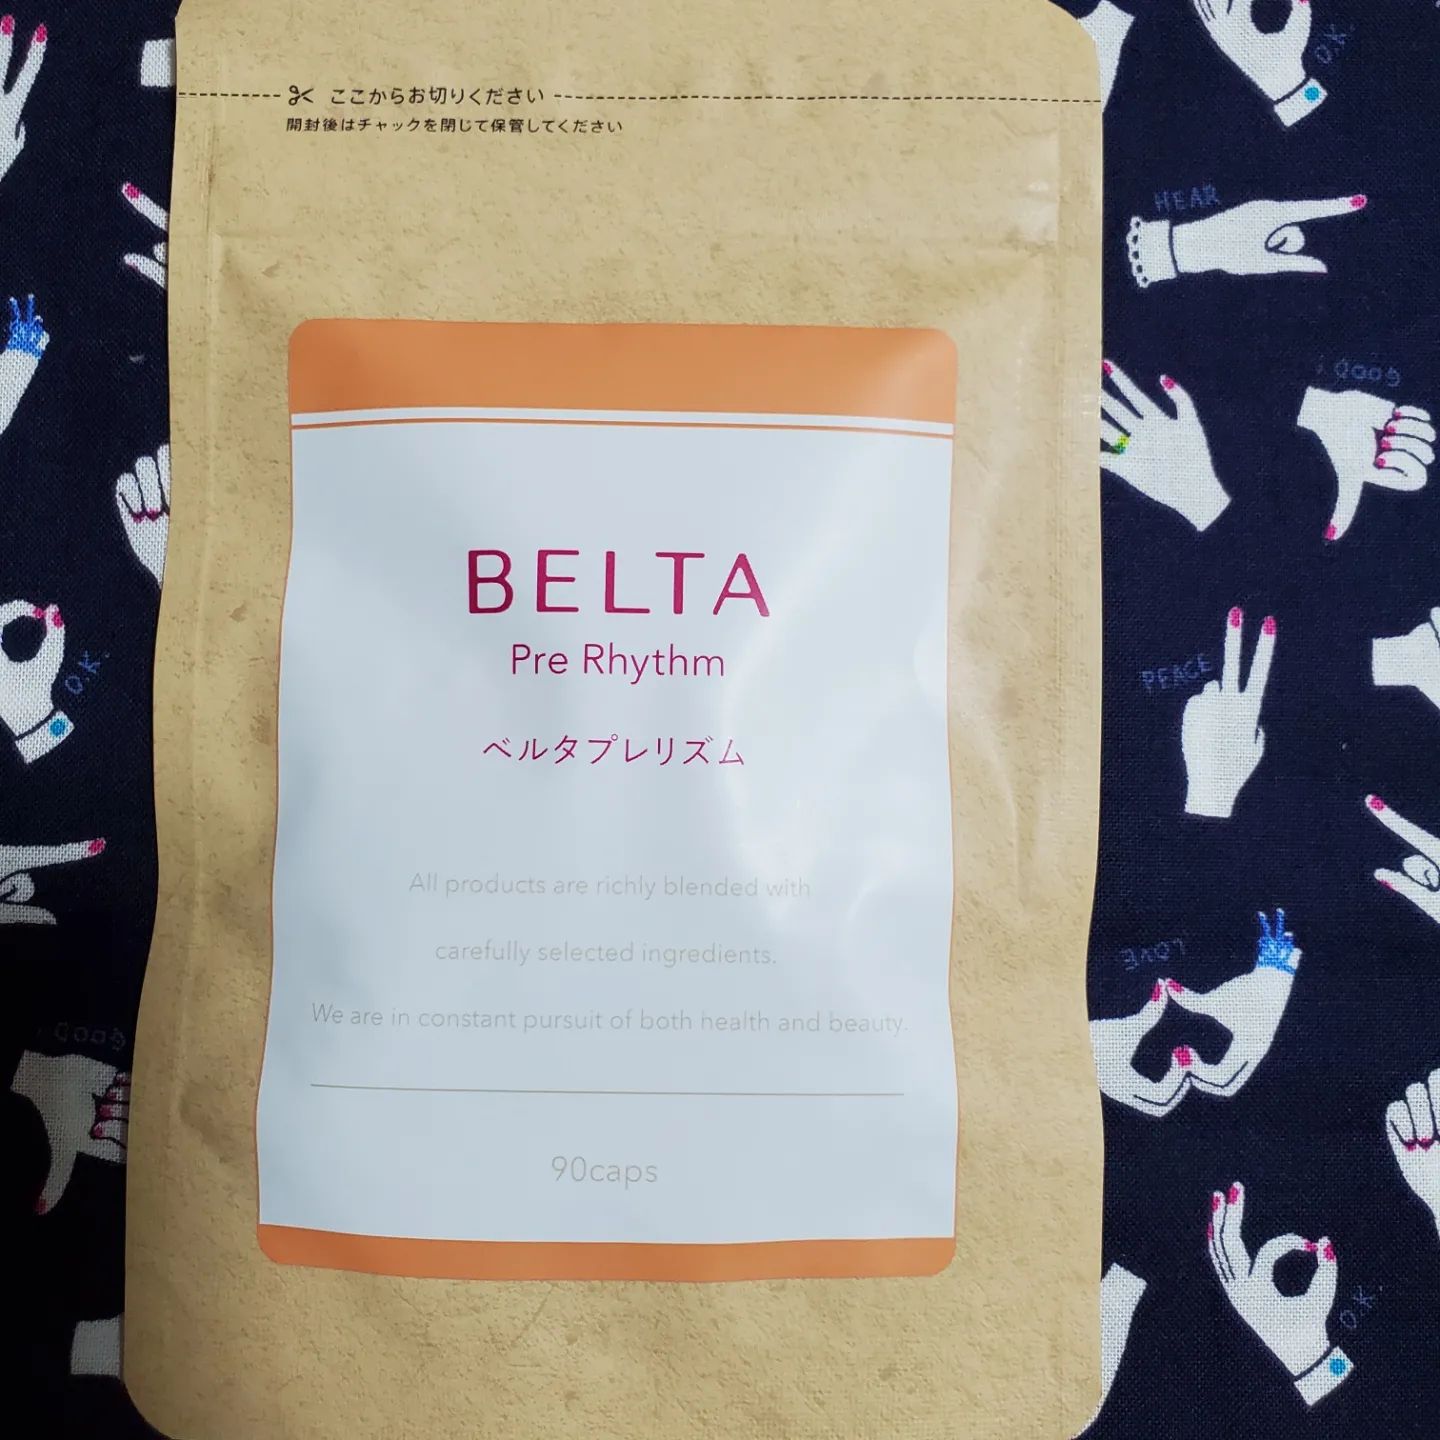 ここからお切りください
開封後はチャックを閉じて保管してください
BELTA
Pre Rhythm
ベルタプレリズム
All products are richly blended with
carefully selected ingredients.
We are in constant pursuit of both health and beauty.
90caps
O.K.
HEAR
GOOD!
PEACE
O.K.
LOVE
GOOD!
O.K.